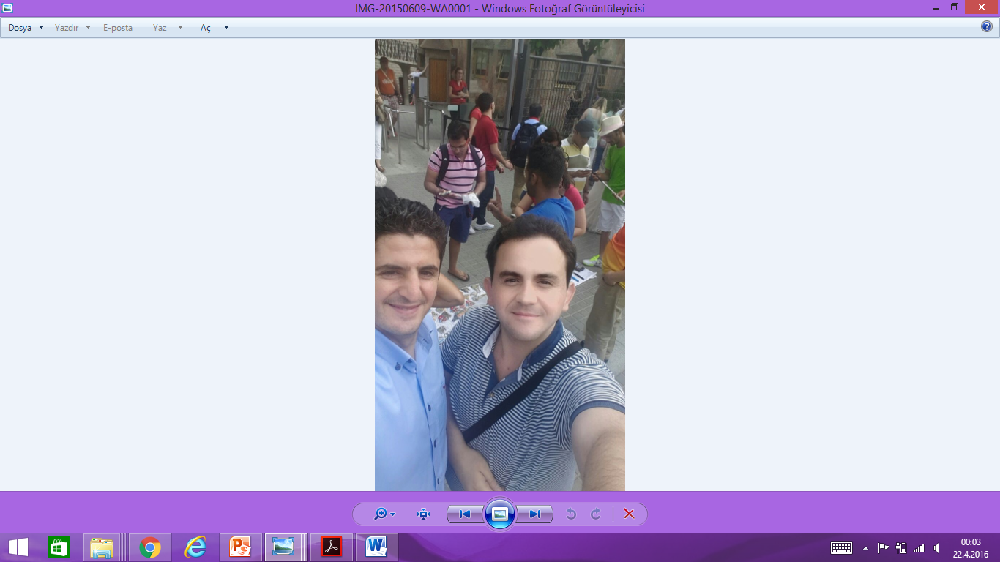 IMG-20150609-WA0001 - Windows Fotoğraf Görüntüleyicisi
Dosya Yazdır E-posta Yaz Aç
00:03
22.4.2016